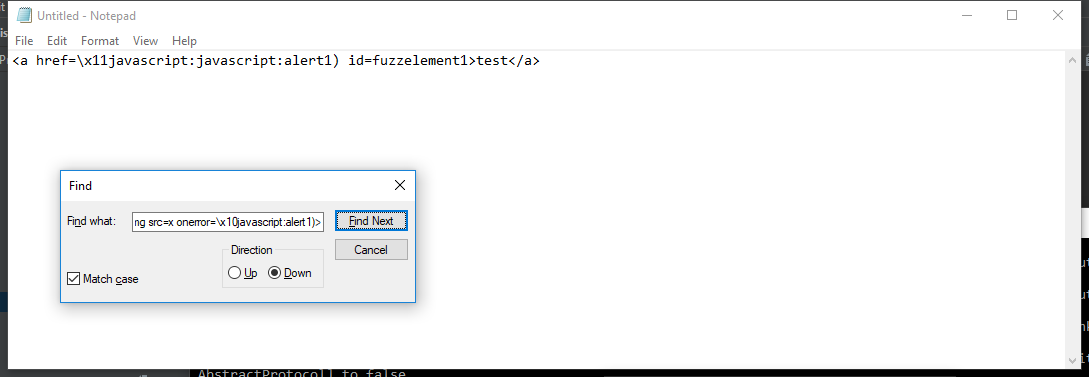 Untitled - Notepad
File Edit Format View Help
<a href=\x11javascript:javascript:alert1) id=fuzzelement1>test</a>
Find
Find what: ng src=x onerror=\x10javascript:alert1)> Find Next
Cancel
Direction
Up Down
Match case
AbstractProtocol] to false